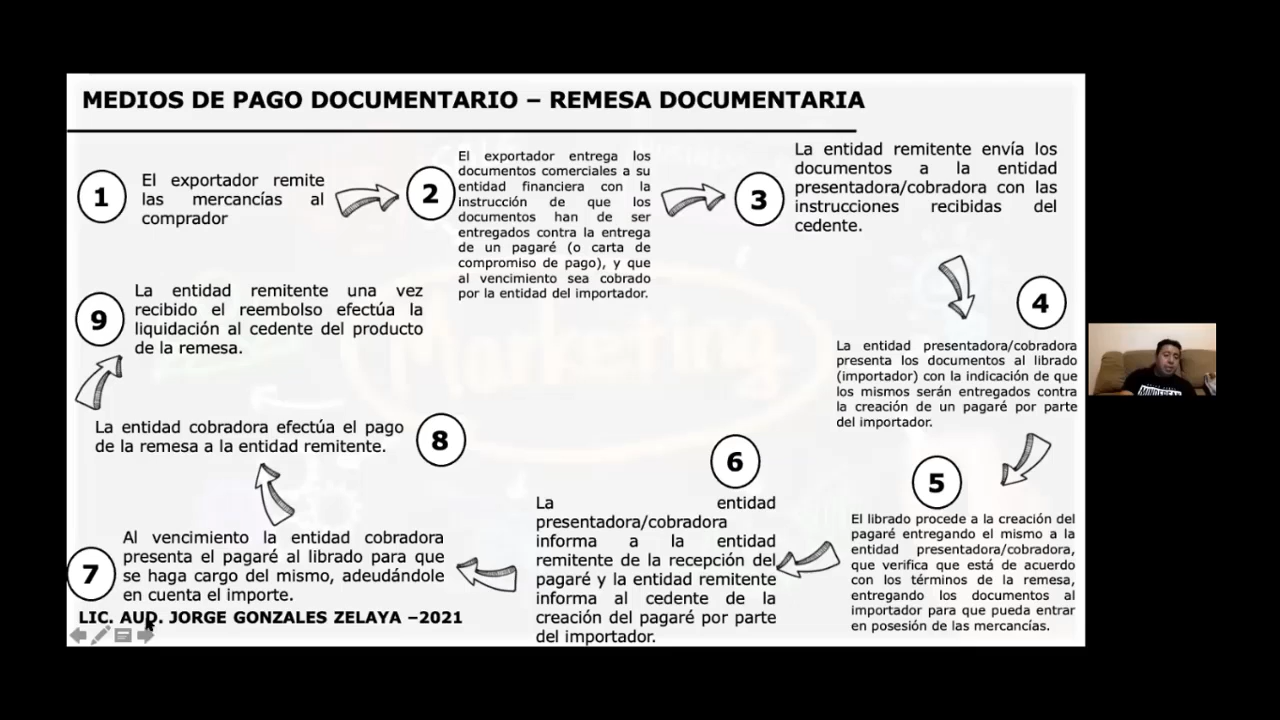 MEDIOS DE PAGO DOCUMENTARIO – REMESA DOCUMENTARIA
1
El exportador remite
las mercancías al
comprador
2
El exportador entrega los
documentos comerciales a su
entidad financiera con la
instrucción de que los
documentos han de ser
entregados contra la entrega
de un pagaré (o carta de
compromiso de pago), y que
al vencimiento sea cobrado
por la entidad del importador.
3
La entidad remitente envía los
documentos a la entidad
presentadora/cobradora con las
instrucciones recibidas del
cedente.
4
La entidad presentadora/cobradora
presenta los documentos al librado
(importador) con la indicación de que
los mismos serán entregados contra
la creación de un pagaré por parte
del importador.
5
El librado procede a la creación del
pagaré entregando el mismo a la
entidad presentadora/cobradora,
que verifica que está de acuerdo
con los términos de la remesa,
entregando los documentos al
importador para que pueda entrar
en posesión de las mercancías.
6
La entidad
presentadora/cobradora
informa a la entidad
remitente de la recepción del
pagaré y la entidad remitente
informa al cedente de la
creación del pagaré por parte
del importador.
7
Al vencimiento la entidad cobradora
presenta el pagaré al librado para que
se haga cargo del mismo, adeudándole
en cuenta el importe.
8
La entidad cobradora efectúa el pago
de la remesa a la entidad remitente.
9
La entidad remitente una vez
recibido el reembolso efectúa la
liquidación al cedente del producto
de la remesa.
LIC. AUD. JORGE GONZALES ZELAYA –2021
Marketing